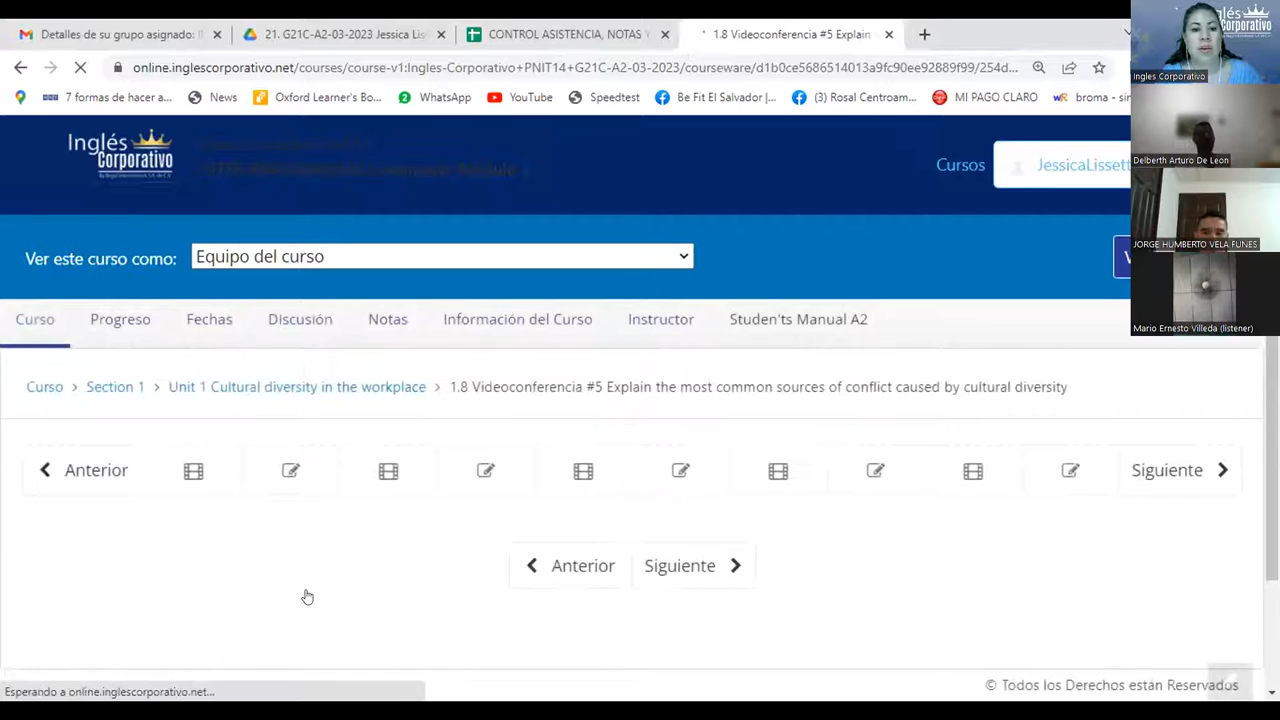 Detalles de su grupo asignado:
21. G21C-A2-03-2023 Jessica Lis
CONTROL ASISTENCIA, NOTAS Y
1.8 Videoconferencia #5 Explain
online.inglescorporativo.net/courses/course-v1:Ingles-Corporativo+PNIT14+G21C-A2-03-2023/courseware/d1b0ce5686514013a9fc90ee92889f99/254d...
7 formas de hacer a...
News
Oxford Learner's Bo...
WhatsApp
YouTube
Speedtest
Be Fit El Salvador |...
(3) Rosal Centroam...
MI PAGO CLARO
broma - sin
Inglés Corporativo
Cursos
JessicaLissett
Ver este curso como:
Equipo del curso
V
Curso
Progreso
Fechas
Discusión
Notas
Información del Curso
Instructor
Studen'ts Manual A2
Curso > Section 1 > Unit 1 Cultural diversity in the workplace > 1.8 Videoconferencia #5 Explain the most common sources of conflict caused by cultural diversity
Anterior
Siguiente
Anterior
Siguiente
Esperando a online.inglescorporativo.net...
© Todos los Derechos están Reservados
Inglés Corporativo
Ingles Corporativo
Delberth Arturo De Leon
JORGE HUMBERTO VELA FUNES
Mario Ernesto Villeda (listener)